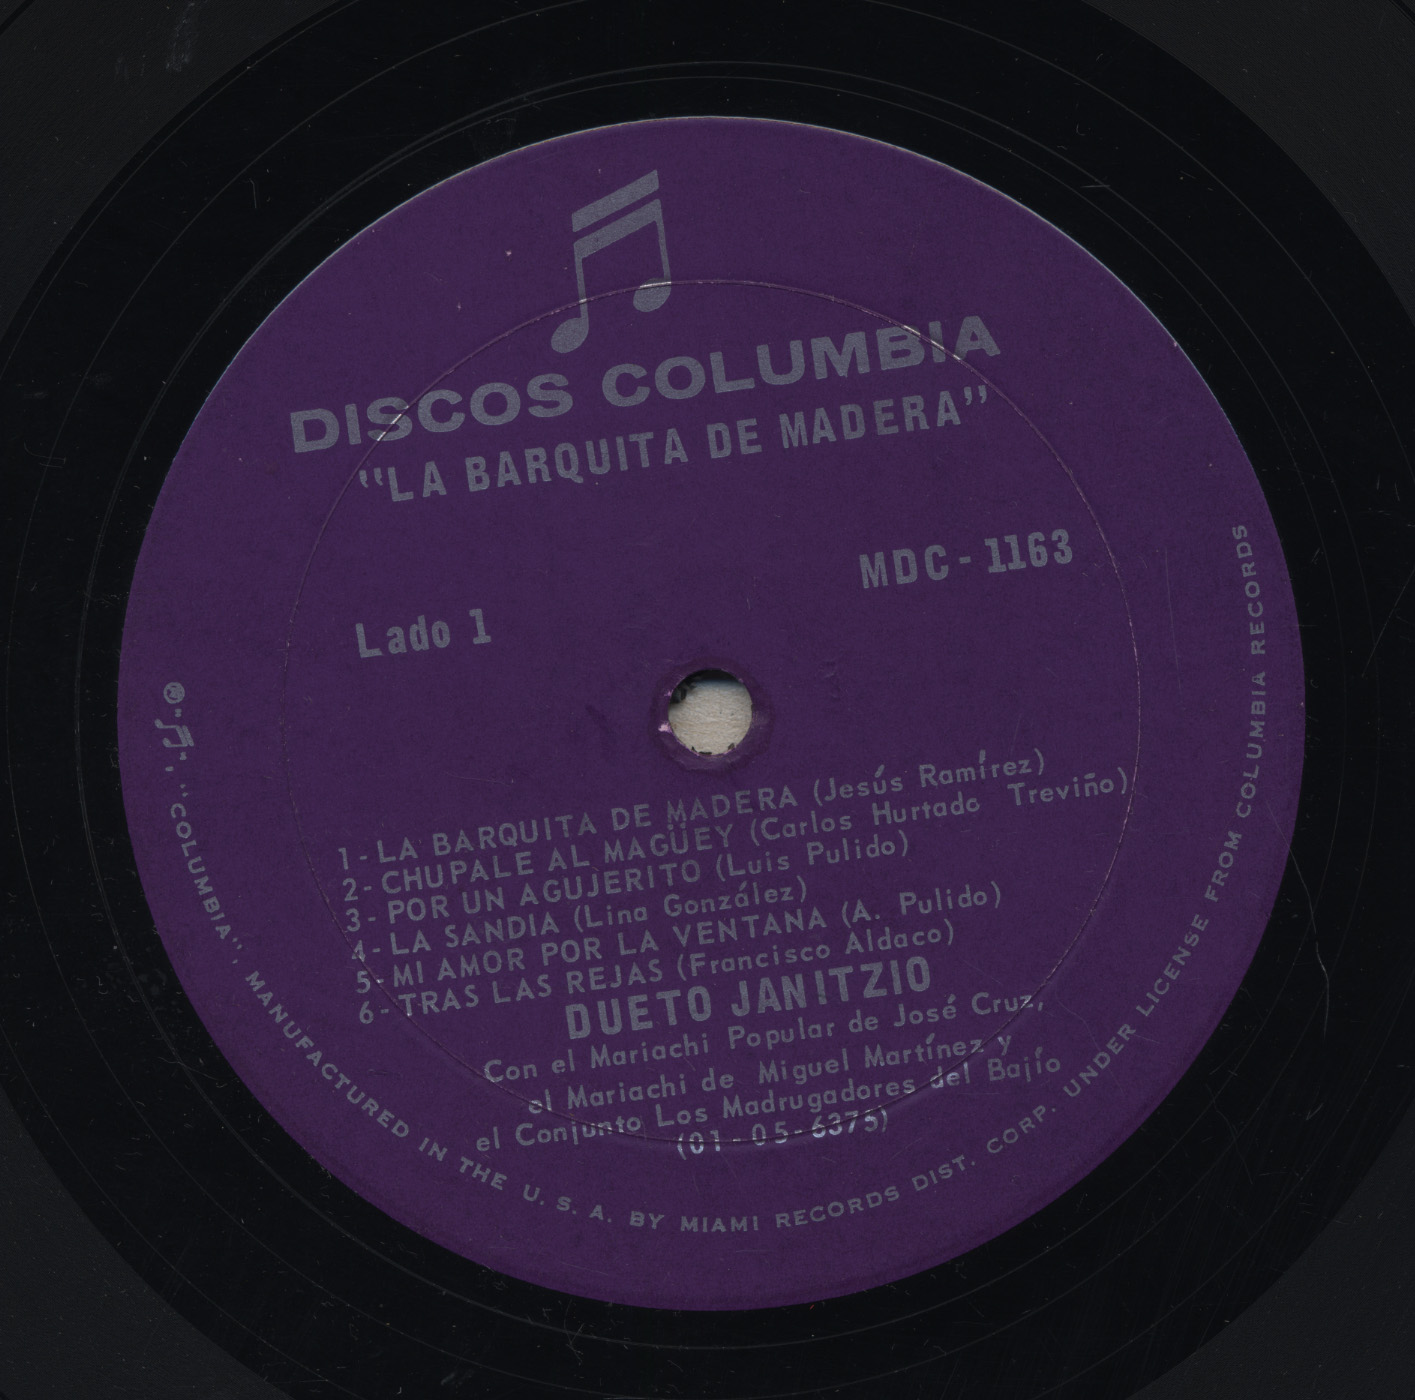 DISCOS COLUMBIA
"LA BARQUITA DE MADERA"
MDC - 1163
Lado 1
1- LA BARQUITA DE MADERA (Jesús Ramírez)
2- CHUPALE AL MAGÜEY (Carlos Hurtado Treviño)
3- POR UN AGUJERITO (Luis Pulido)
4- LA SANDIA (Lina González)
5- MI AMOR POR LA VENTANA (A. Pulido)
6- TRAS LAS REJAS (Francisco Aldaco)
DUETO JANITZIO
Con el Mariachi Popular de José Cruz,
el Mariachi de Miguel Martínez y
el Conjunto Los Madrugadores del Bajío
(01-05-6375)
"COLUMBIA", MANUFACTURED IN THE U.S.A. BY MIAMI RECORDS DIST. CORP. UNDER LICENSE FROM COLUMBIA RECORDS